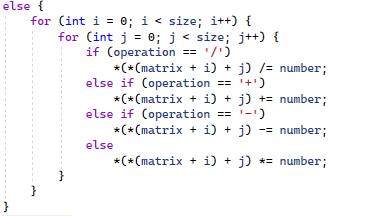 else {
    for (int i = 0; i < size; i++) {
        for (int j = 0; j < size; j++) {
            if (operation == '/')
                *(*(matrix + i) + j) /= number;
            else if (operation == '+')
                *(*(matrix + i) + j) += number;
            else if (operation == '-')
                *(*(matrix + i) + j) -= number;
            else
                *(*(matrix + i) + j) *= number;
        }
    }
}